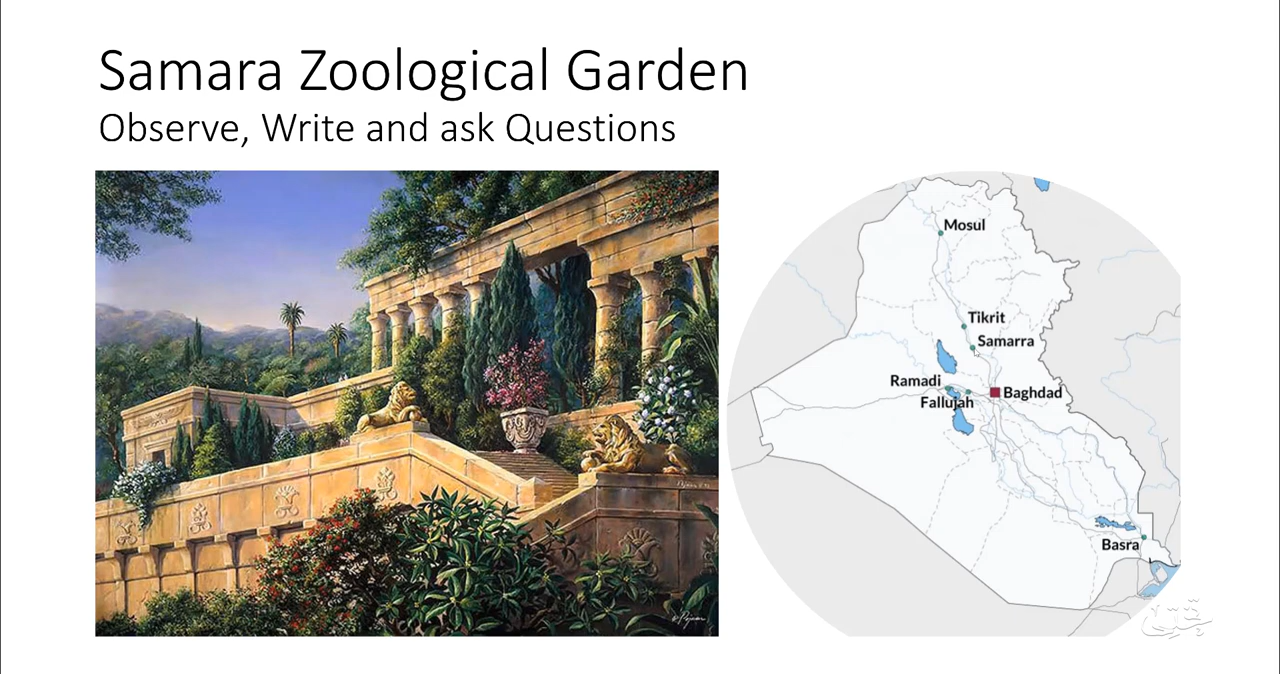 Samara Zoological Garden
Observe, Write and ask Questions
Mosul
Tikrit
Samarra
Ramadi
Baghdad
Fallujah
Basra